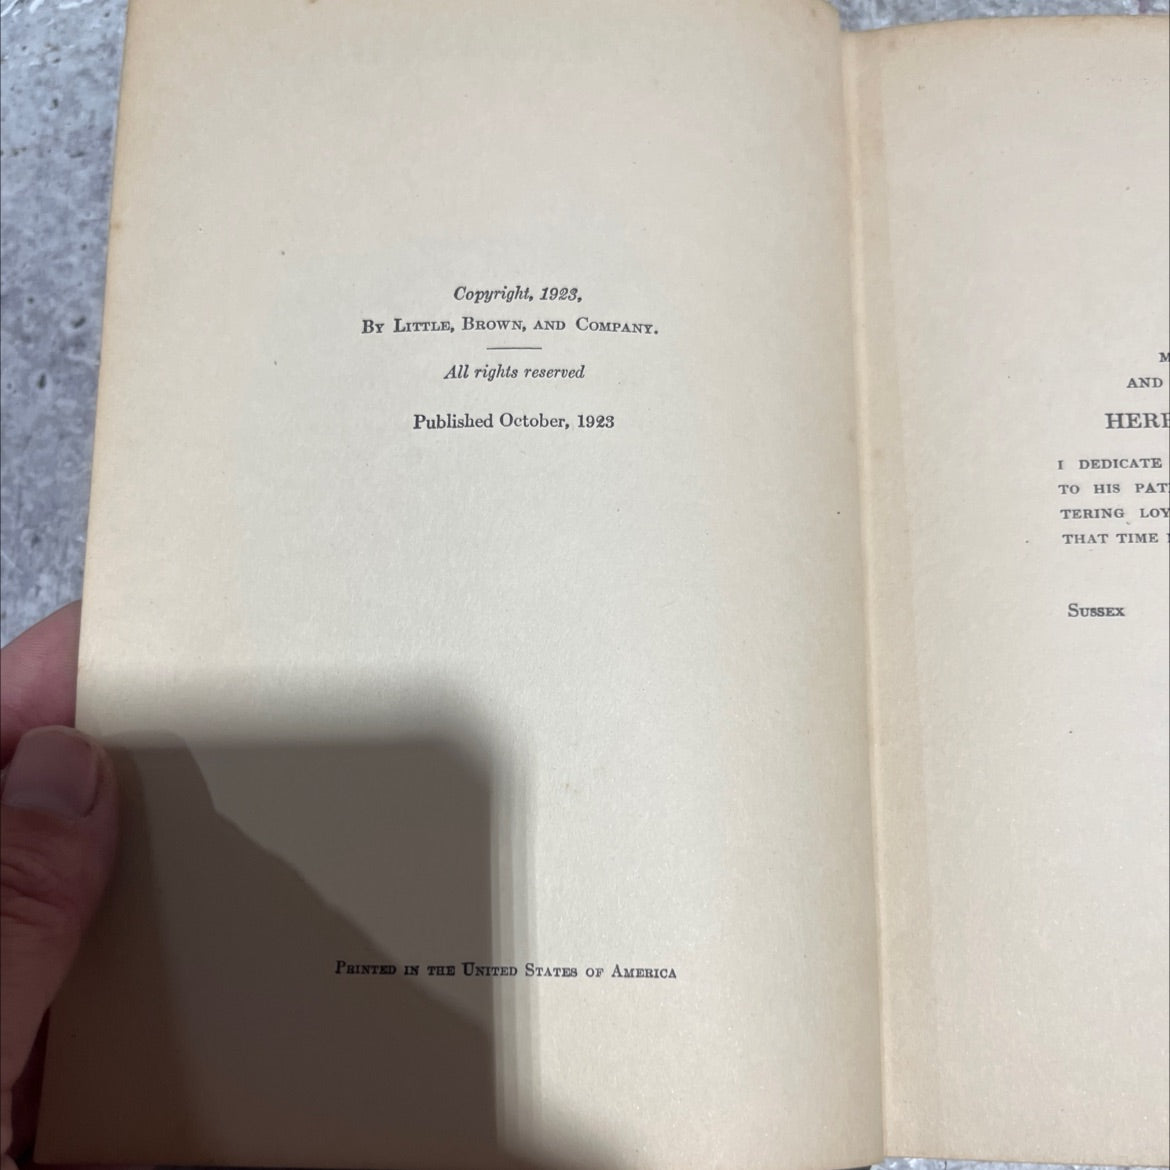 Copyright, 1923,
By Little, Brown, and Company.
All rights reserved
Published October, 1923
Printed in the United States of America
AND
I DEDICATE
TO HIS
TERING
THAT TIME
Sussex